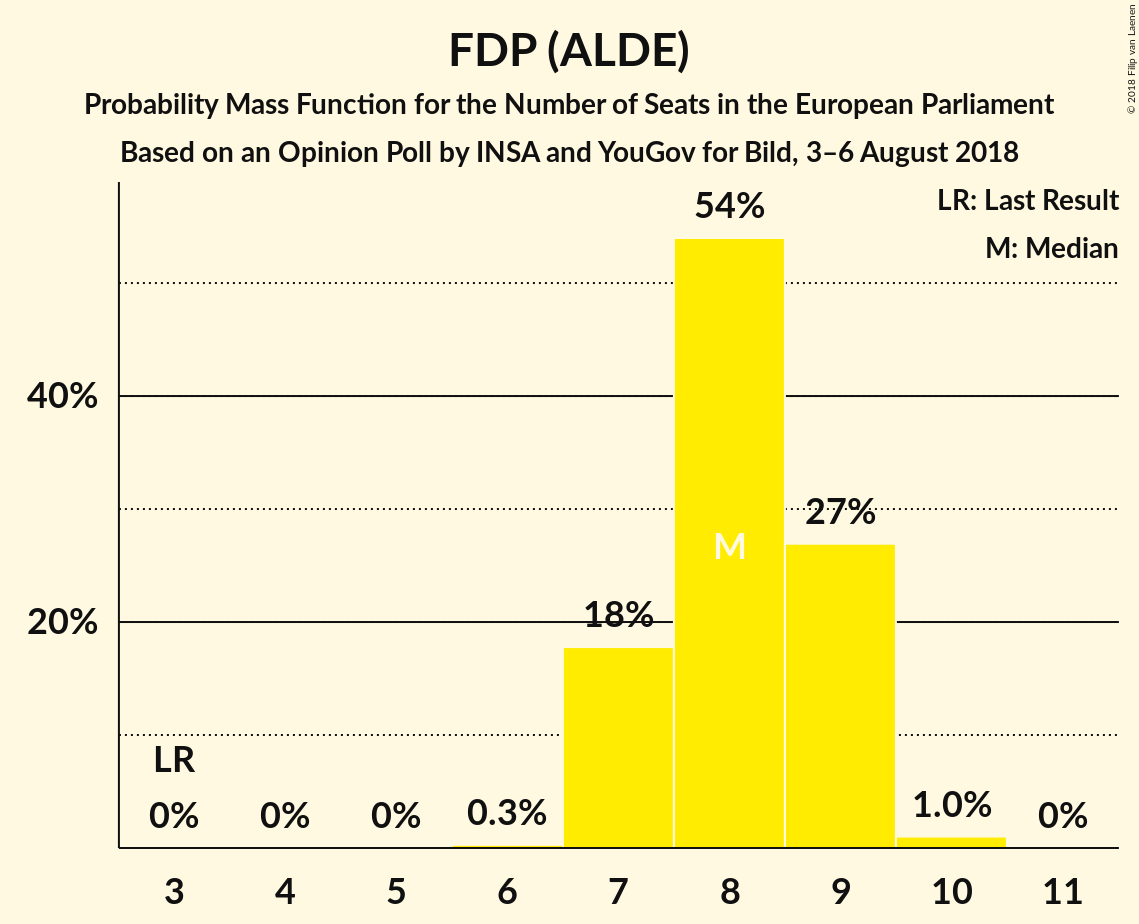 FDP (ALDE)
Probability Mass Function for the Number of Seats in the European Parliament
Based on an Opinion Poll by INSA and YouGov for Bild, 3–6 August 2018
© 2018 Filip van Laenen
LR: Last Result
M: Median
54%
40%
27%
M
20%
18%
LR
0%
0%
0%
0.3%
1.0%
0%
3 4 5 6 7 8 9 10 11